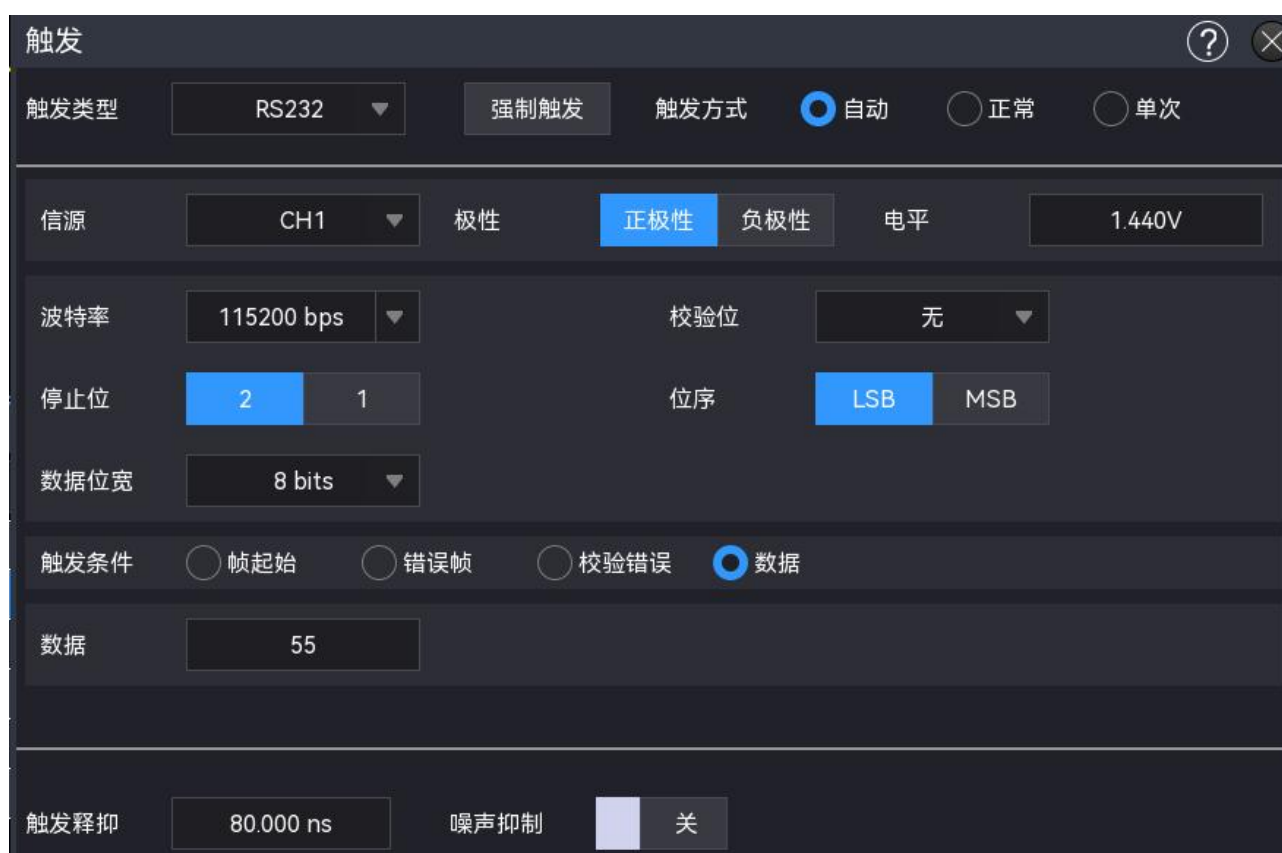 触发 ?
触发类型 RS232 强制触发 触发方式 自动 正常 单次
信源 CH1 极性 正极性 负极性 电平 1.440V
波特率 115200 bps 校验位 无
停止位 2 1 位序 LSB MSB
数据位宽 8 bits
触发条件 帧起始 错误帧 校验错误 数据
数据 55
触发释抑 80.000 ns 噪声抑制 关